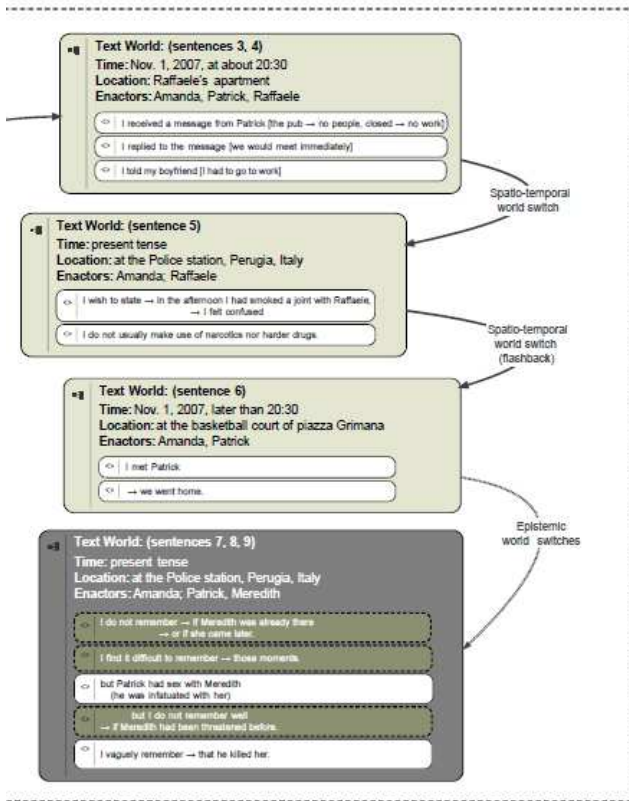 Text World: (sentences 3, 4)
Time: Nov. 1, 2007, at about 20:30
Location: Raffaele's apartment
Enactors: Amanda, Patrick, Raffaele
<> I received a message from Patrick [the pub → no people, closed → no work]
<> I replied to the message [we would meet immediately]
<> I told my boyfriend [I had to go to work]
Spatio-temporal
world switch
Text World: (sentence 5)
Time: present tense
Location: at the Police station, Perugia, Italy
Enactors: Amanda; Raffaele
<> I wish to state → in the afternoon I had smoked a joint with Raffaele,
→ I felt confused
<> I do not usually make use of narcotics nor harder drugs.
Spatio-temporal
world switch
(flashback)
Text World: (sentence 6)
Time: Nov. 1, 2007, later than 20:30
Location: at the basketball court of piazza Grimana
Enactors: Amanda, Patrick
<> I met Patrick
<> → we went home.
Epistemic
world switches
Text World: (sentences 7, 8, 9)
Time: present tense
Location: at the Police station, Perugia, Italy
Enactors: Amanda; Patrick, Meredith
<> I do not remember → if Meredith was already there
→ or if she came later.
<> I find it difficult to remember → those moments.
<> but Patrick had sex with Meredith
(he was infatuated with her)
<> but I do not remember well
→ if Meredith had been threatened before.
<> I vaguely remember → that he killed her.